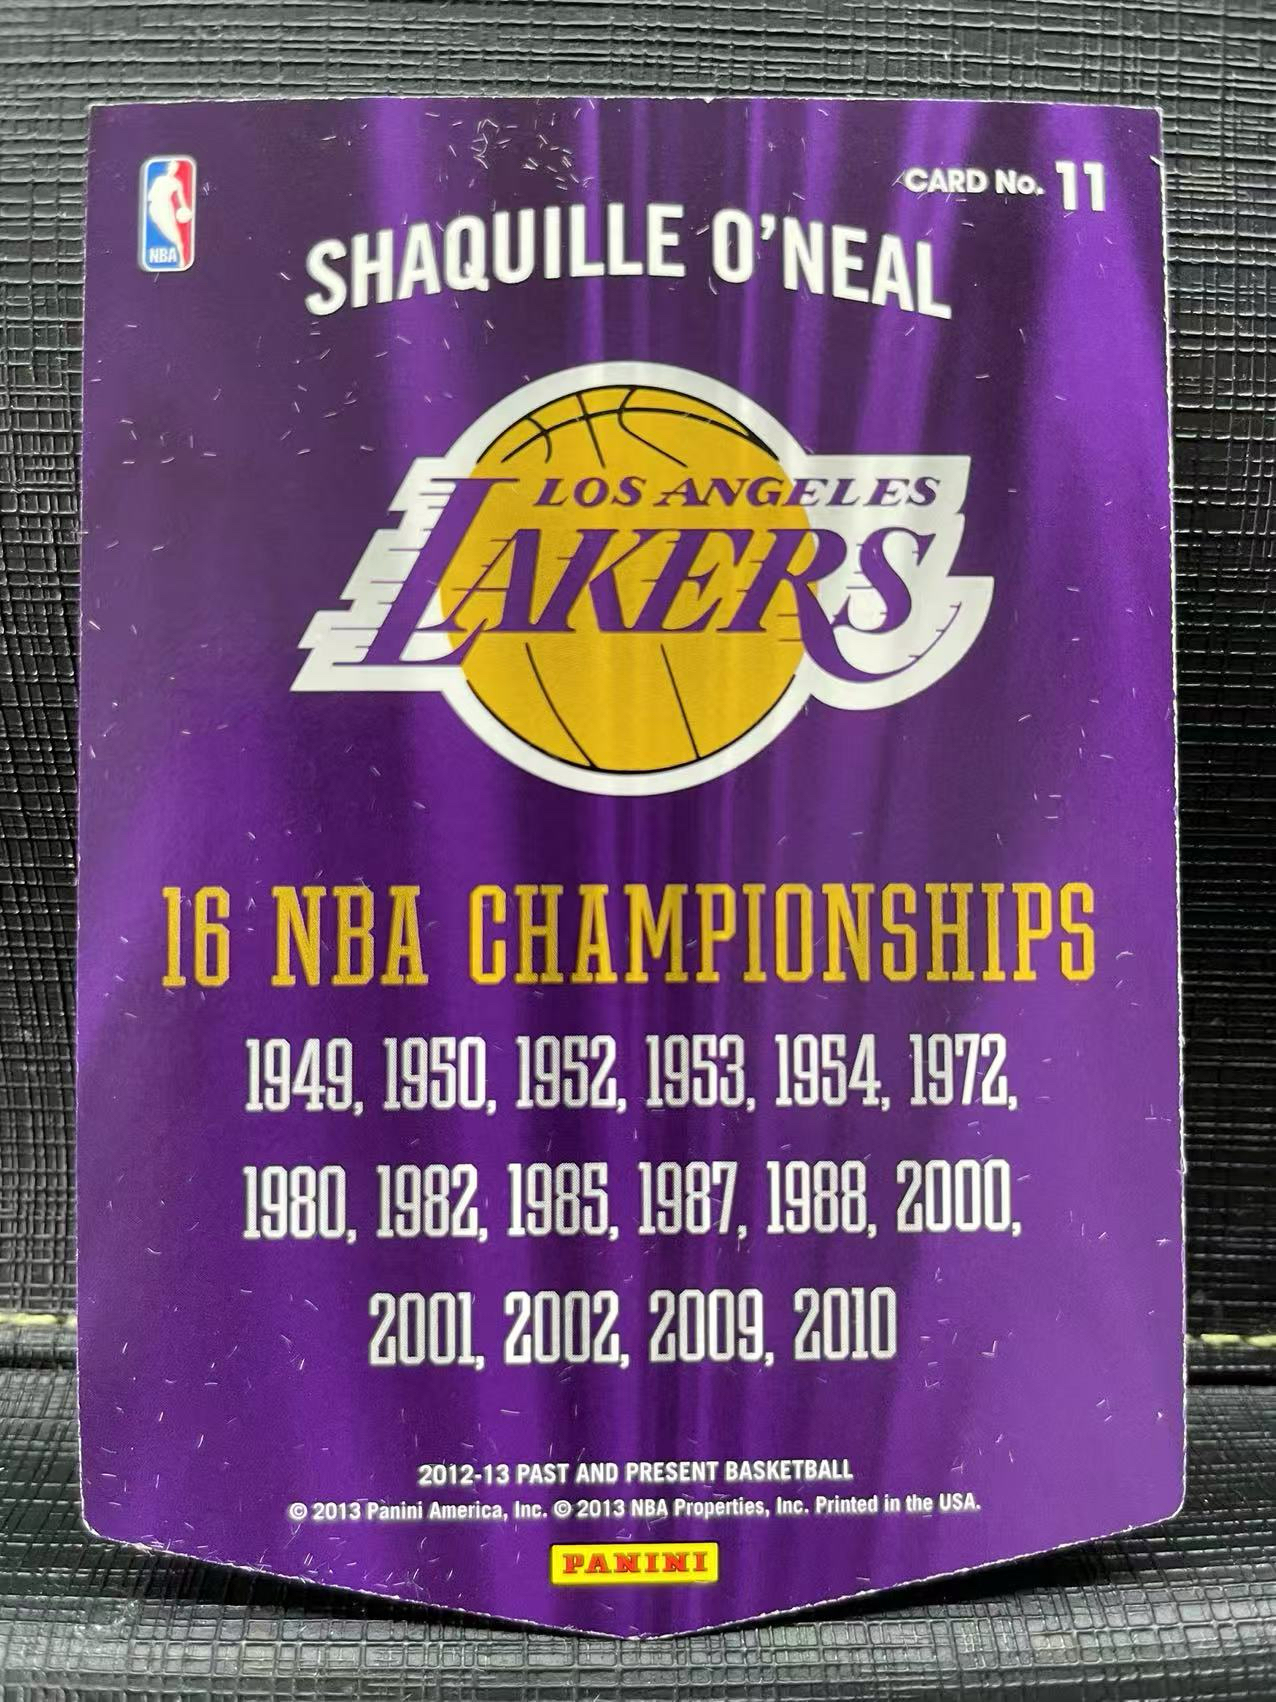 NBA
CARD No. 11
SHAQUILLE O'NEAL
LOS ANGELES
LAKERS
16 NBA CHAMPIONSHIPS
1949, 1950, 1952, 1953, 1954, 1972,
1980, 1982, 1985, 1987, 1988, 2000,
2001, 2002, 2009, 2010
2012-13 PAST AND PRESENT BASKETBALL
© 2013 Panini America, Inc. © 2013 NBA Properties, Inc. Printed in the USA.
PANINI